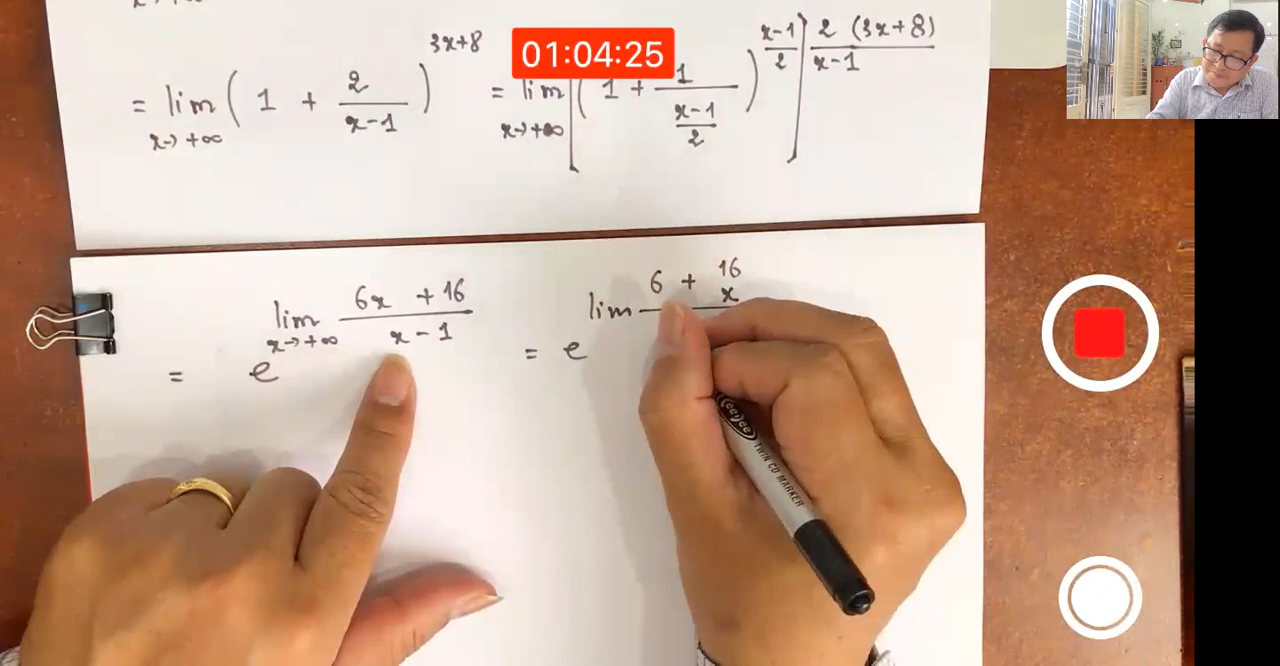 x→+∞
= lim ( 1 + 2/(x-1) )^(3x+8) = lim [ ( 1 + 1/((x-1)/2) )^((x-1)/2) ]^(2(3x+8)/(x-1))
x→+∞ x→+∞
01:04:25
= e^(lim x→+∞ (6x + 16)/(x - 1)) = e^(lim (6 + 16/x)/
TWIN CD MARKER